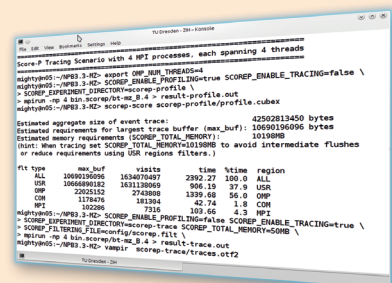 TU Dresden - ZIH - Konsole
File Edit View Bookmarks Settings Help
Score-P Tracing Scenario with 4 MPI processes, each spanning 4 threads
mighty@n05:~/NPB3.3-MZ> export OMP_NUM_THREADS=4
mighty@n05:~/NPB3.3-MZ> SCOREP_ENABLE_PROFILING=true SCOREP_ENABLE_TRACING=false \
> SCOREP_EXPERIMENT_DIRECTORY=scorep-profile \
> mpirun -np 4 bin.scorep/bt-mz_B.4 > result-profile.out
mighty@n05:~/NPB3.3-MZ> scorep-score scorep-profile/profile.cubex
Estimated aggregate size of event trace: 42502813450 bytes
Estimated requirements for largest trace buffer (max_buf): 10690196096 bytes
Estimated memory requirements (SCOREP_TOTAL_MEMORY): 10198MB
(hint: When tracing set SCOREP_TOTAL_MEMORY=10198MB to avoid intermediate flushes
or reduce requirements using USR regions filters.)
flt type max_buf visits time %time region
ALL 10690196096 1634070497 2392.27 100.0 ALL
USR 10666890182 1631138069 906.19 37.9 USR
OMP 22025152 2743808 1339.68 56.0 OMP
COM 1178476 181304 42.74 1.8 COM
MPI 102286 7316 103.66 4.3 MPI
mighty@n05:~/NPB3.3-MZ> SCOREP_ENABLE_PROFILING=false SCOREP_ENABLE_TRACING=true \
> SCOREP_EXPERIMENT_DIRECTORY=scorep-trace SCOREP_TOTAL_MEMORY=50MB \
> SCOREP_FILTERING_FILE=config/scorep.filt \
> mpirun -np 4 bin.scorep/bt-mz_B.4 > result-trace.out
mighty@n05:~/NPB3.3-MZ> vampir scorep-trace/traces.otf2
TU Dresden - ZIH